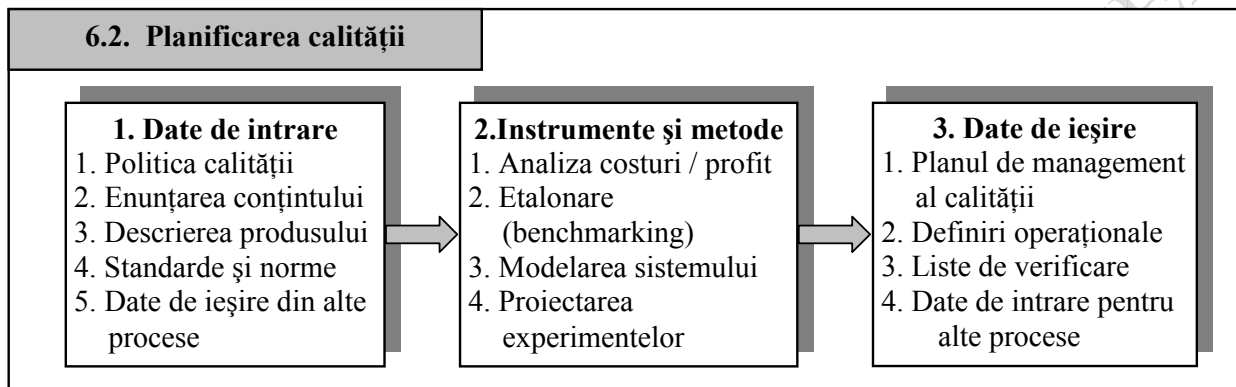 6.2. Planificarea calității
1. Date de intrare
1. Politica calității
2. Enunțarea conțintului
3. Descrierea produsului
4. Standarde şi norme
5. Date de ieşire din alte
procese
2.Instrumente şi metode
1. Analiza costuri / profit
2. Etalonare
(benchmarking)
3. Modelarea sistemului
4. Proiectarea
experimentelor
3. Date de ieşire
1. Planul de management
al calității
2. Definiri operaționale
3. Liste de verificare
4. Date de intrare pentru
alte procese